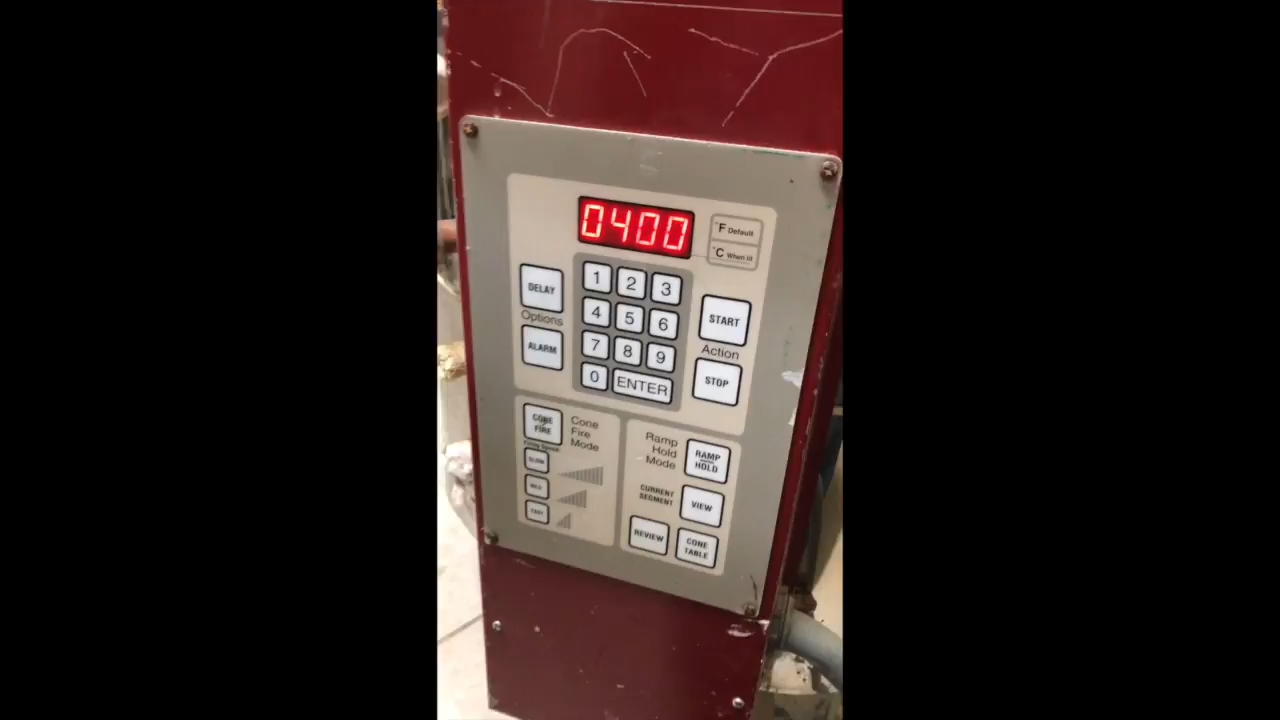 0400
°F Default
°C When lit
1 2 3
DELAY
4 5 6
START
Options
7 8 9
Action
ALARM
0 ENTER
STOP
CONE
FIRE
Cone
Fire
Mode
SLOW
MED
FAST
Ramp
Hold
Mode
RAMP
HOLD
CURRENT
SEGMENT
VIEW
REVIEW
CONE
TABLE